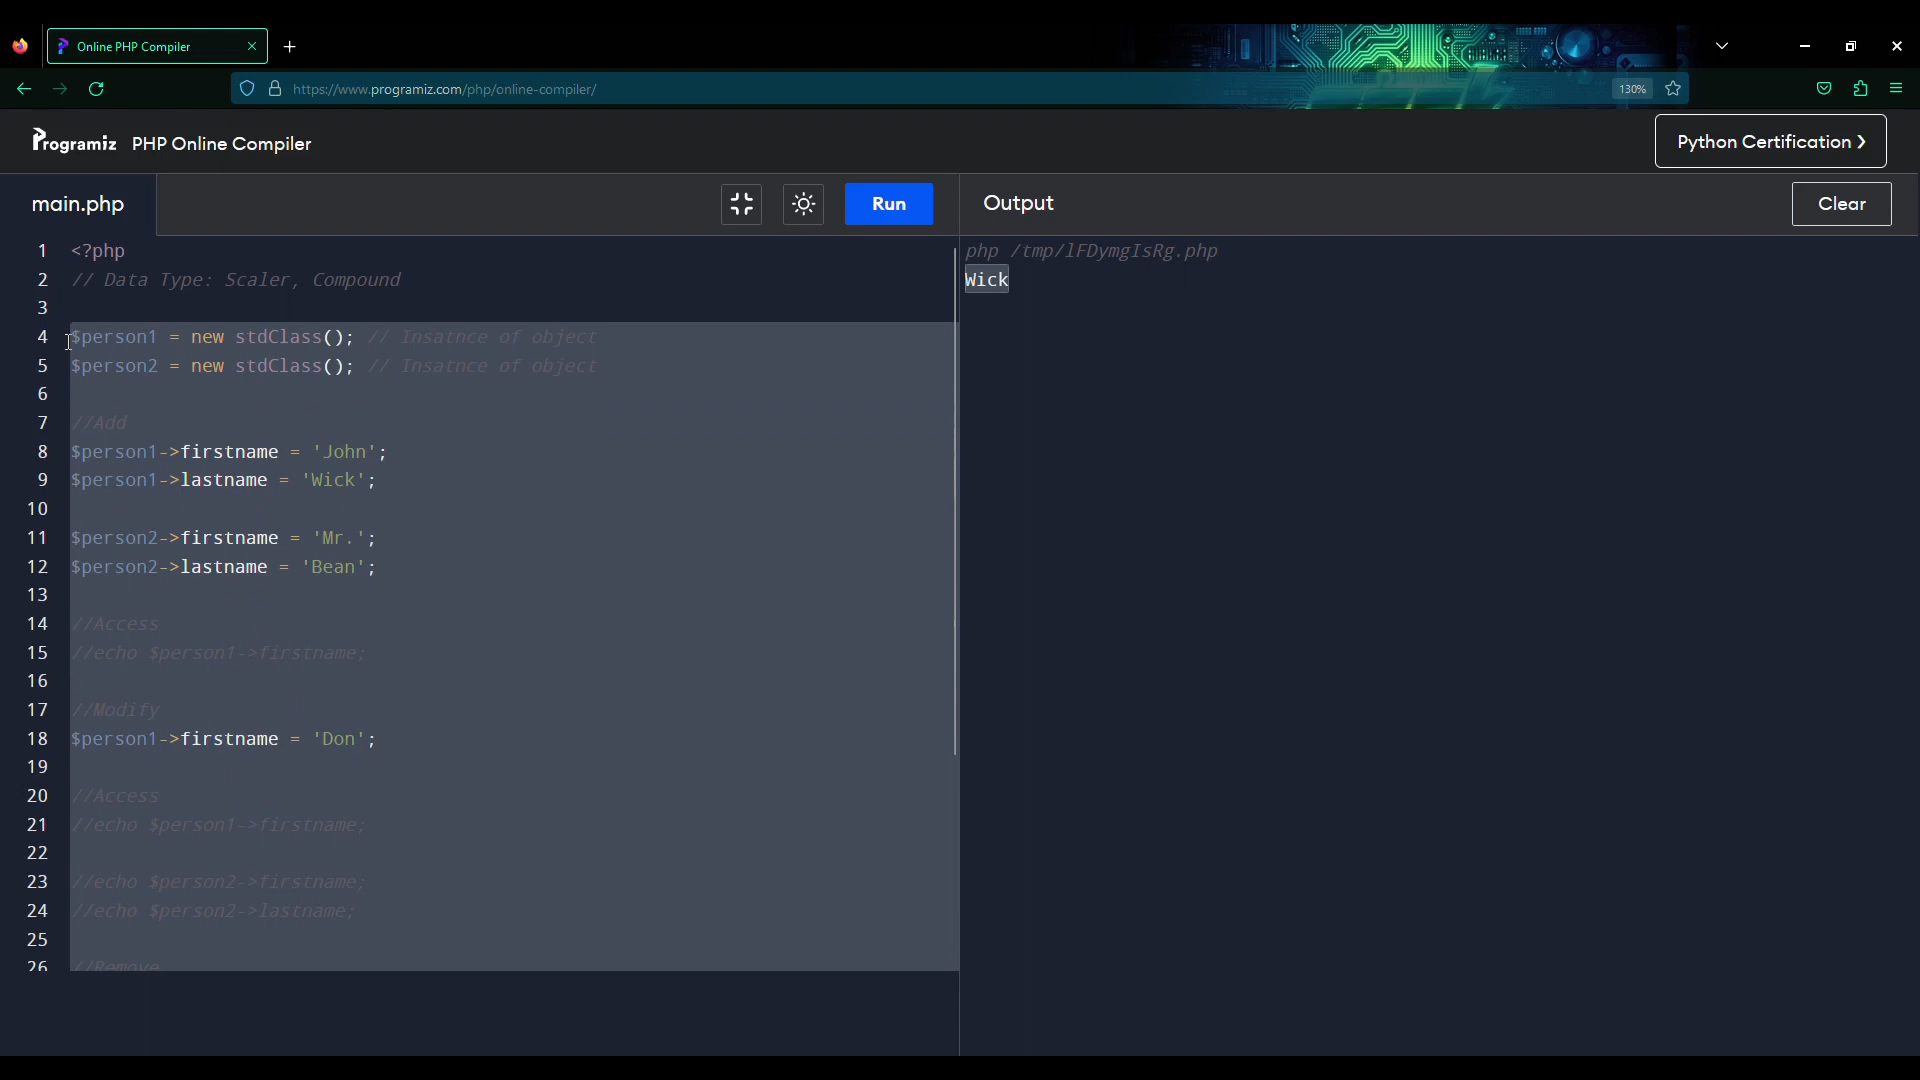 Online PHP Compiler
https://www.programiz.com/php/online-compiler/
130%
Programiz PHP Online Compiler
Python Certification ❯
main.php
Run
Output
Clear
1 <?php
2 // Data Type: Scaler, Compound
3
4 $person1 = new stdClass(); // Insatnce of object
5 $person2 = new stdClass(); // Insatnce of object
6
7 //Add
8 $person1->firstname = 'John';
9 $person1->lastname = 'Wick';
10
11 $person2->firstname = 'Mr.';
12 $person2->lastname = 'Bean';
13
14 //Access
15 //echo $person1->firstname;
16
17 //Modify
18 $person1->firstname = 'Don';
19
20 //Access
21 //echo $person1->firstname;
22
23 //echo $person2->firstname;
24 //echo $person2->lastname;
25
26 //Remove
php /tmp/lFDymgIsRg.php
Wick